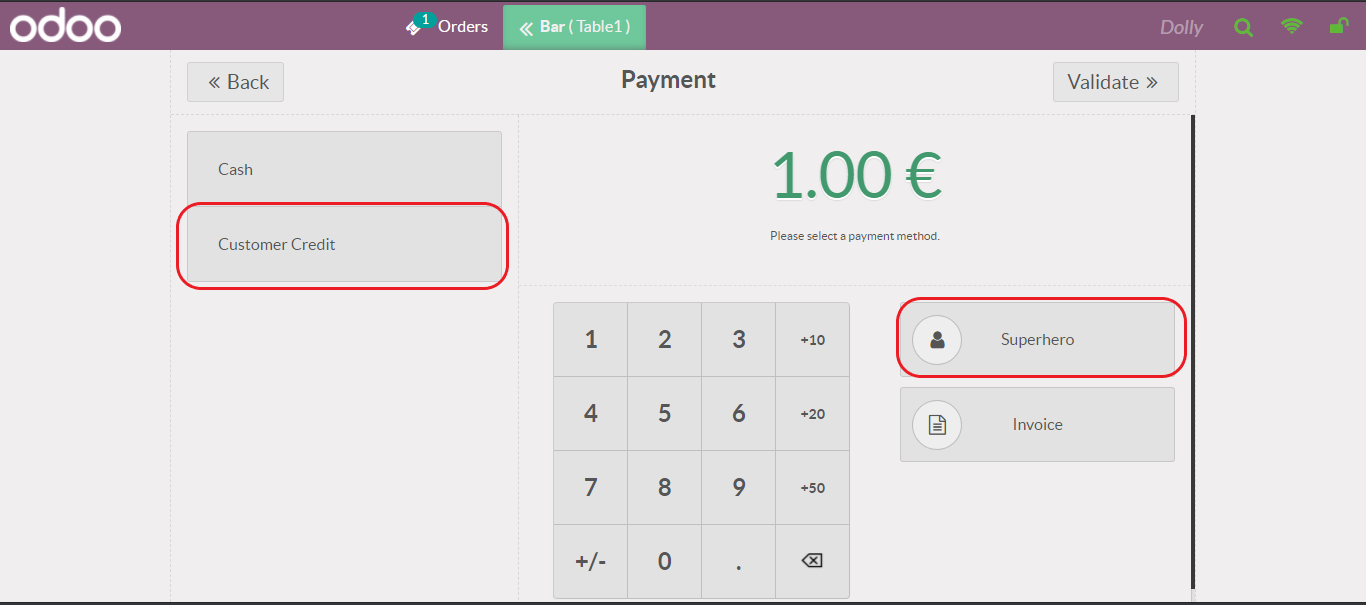 odoo
1
Orders
« Bar ( Table1 )
Dolly
« Back
Payment
Validate »
Cash
Customer Credit
1.00 €
Please select a payment method.
1 2 3 +10
4 5 6 +20
7 8 9 +50
+/- 0 .
Superhero
Invoice